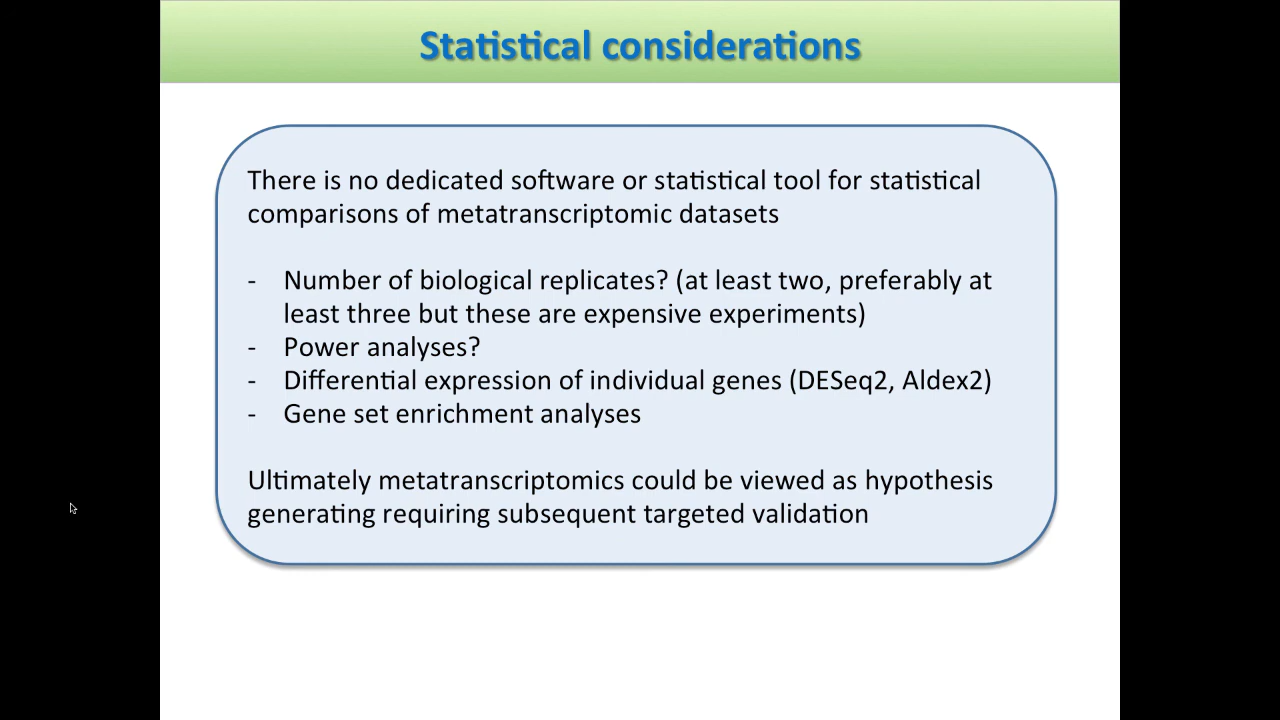 Statistical considerations
There is no dedicated software or statistical tool for statistical
comparisons of metatranscriptomic datasets
- Number of biological replicates? (at least two, preferably at
least three but these are expensive experiments)
- Power analyses?
- Differential expression of individual genes (DESeq2, Aldex2)
- Gene set enrichment analyses
Ultimately metatranscriptomics could be viewed as hypothesis
generating requiring subsequent targeted validation